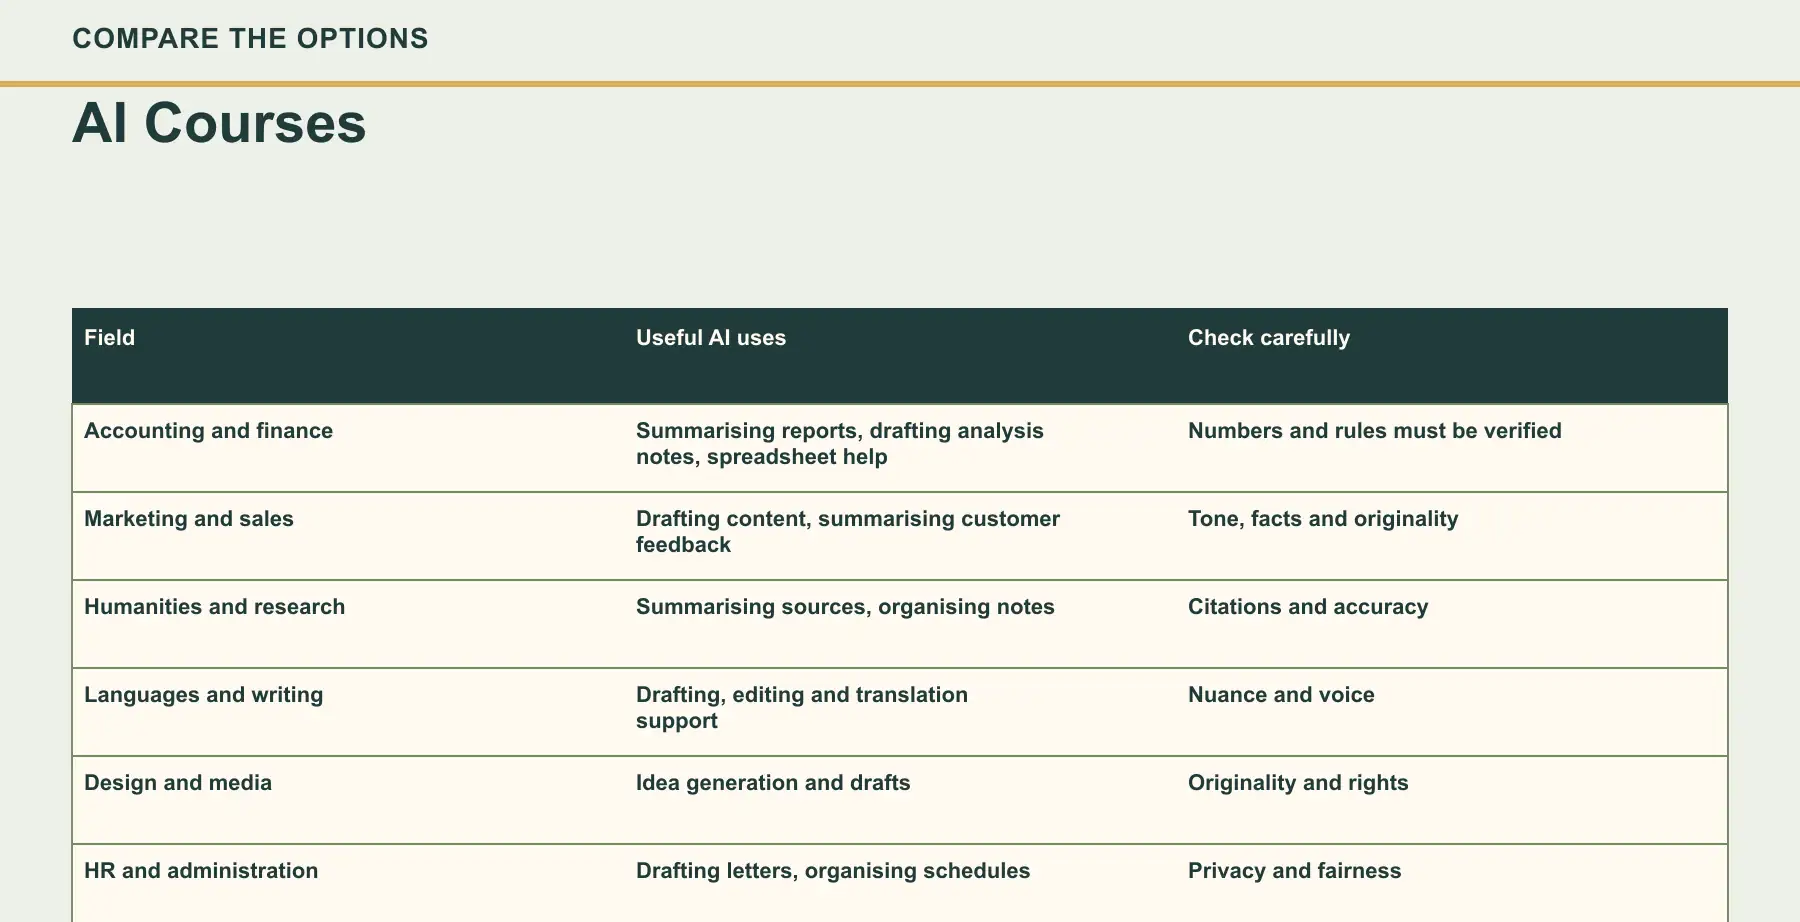 COMPARE THE OPTIONS
AI Courses
Field Useful AI uses Check carefully
Accounting and finance Summarising reports, drafting analysis Numbers and rules must be verified
notes, spreadsheet help
Marketing and sales Drafting content, summarising customer Tone, facts and originality
feedback
Humanities and research Summarising sources, organising notes Citations and accuracy
Languages and writing Drafting, editing and translation Nuance and voice
support
Design and media Idea generation and drafts Originality and rights
HR and administration Drafting letters, organising schedules Privacy and fairness